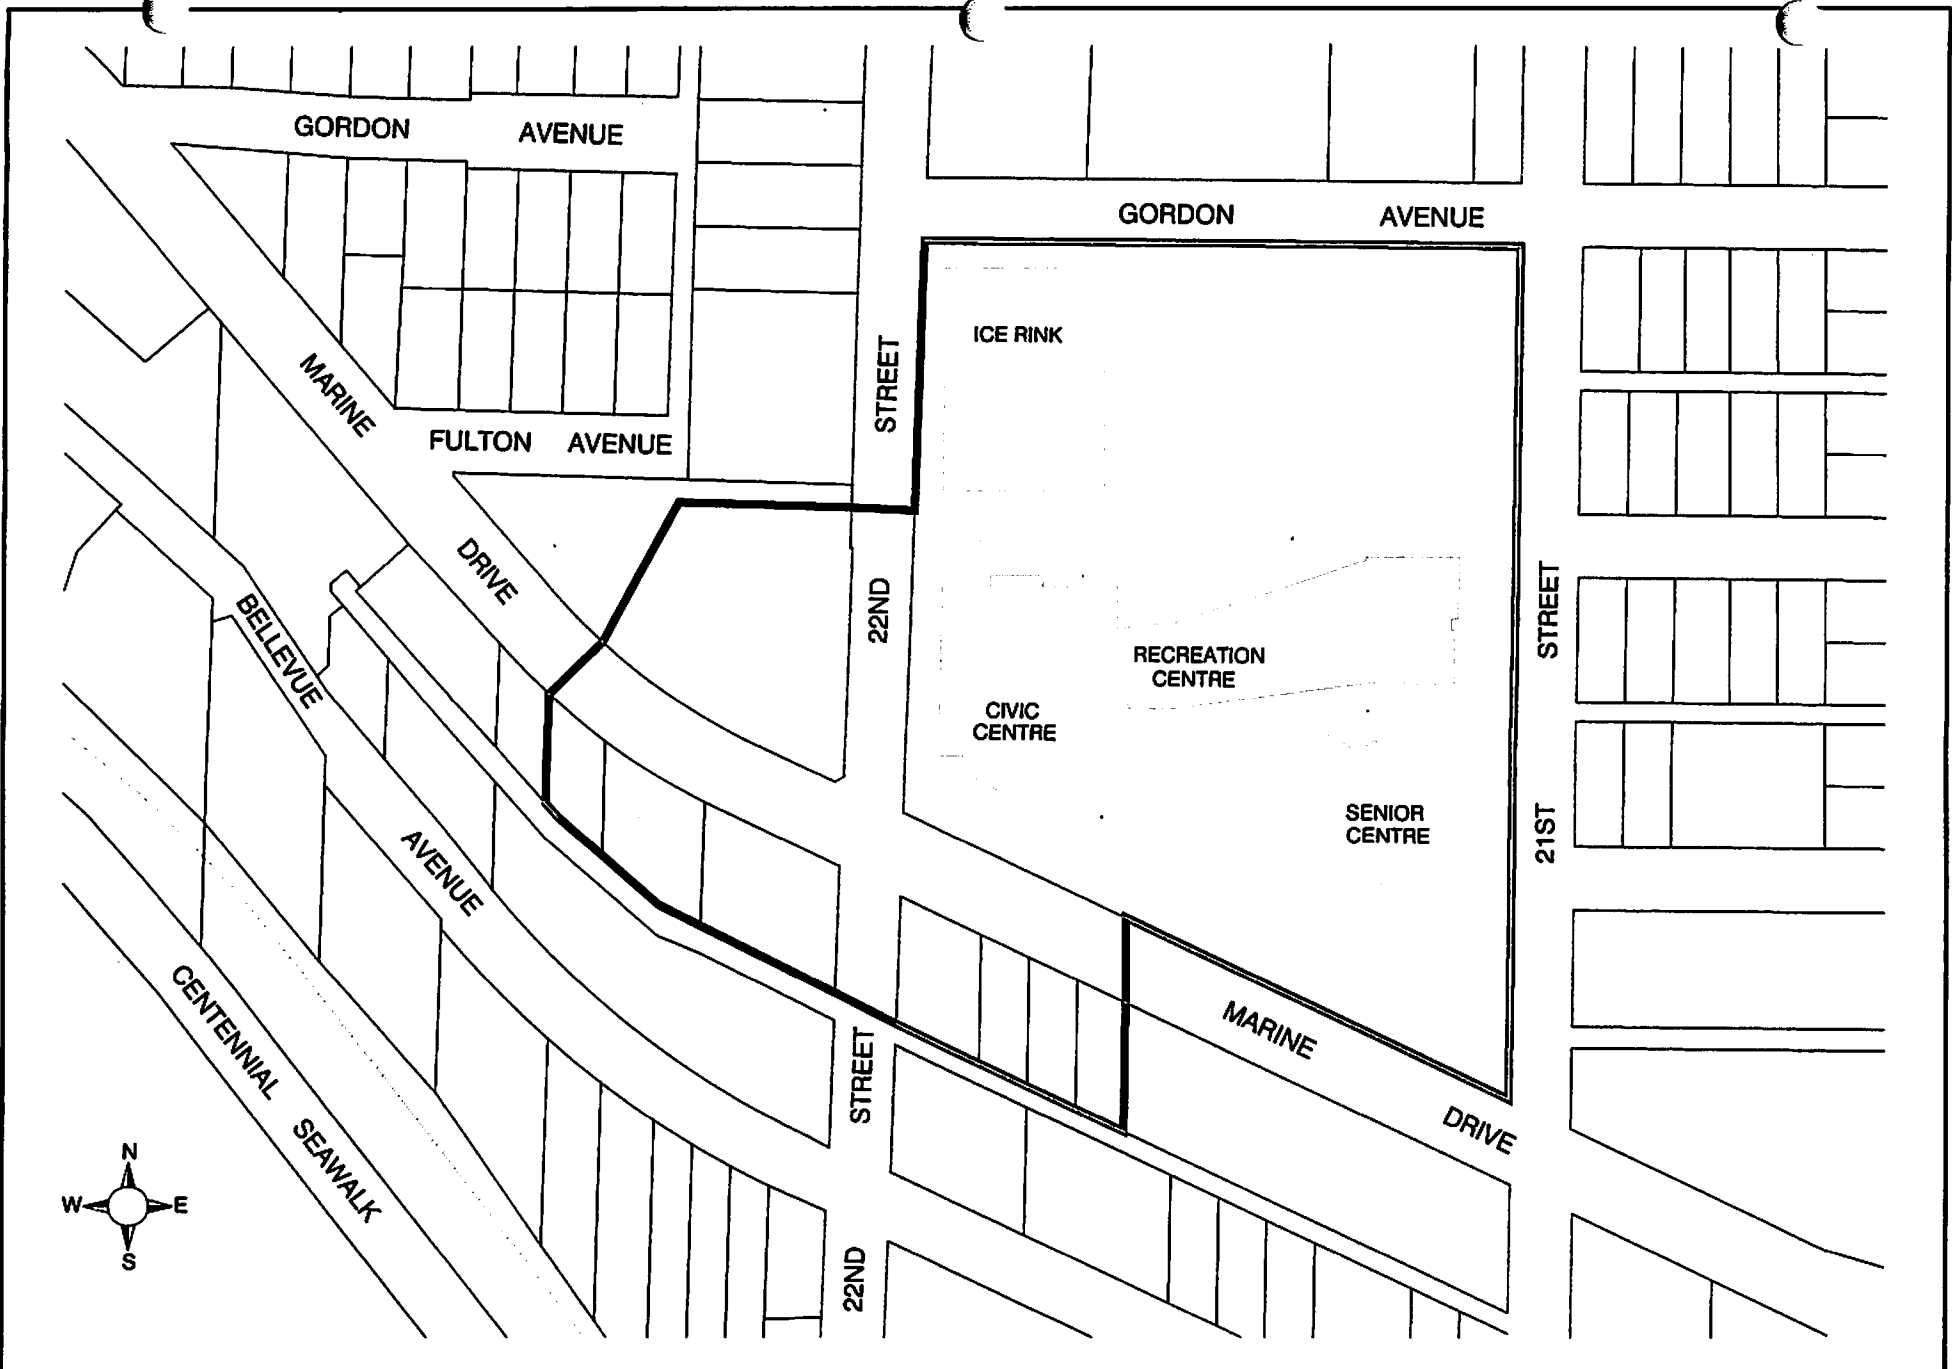 GORDON AVENUE
GORDON AVENUE
ICE RINK
STREET
MARINE
FULTON AVENUE
DRIVE
22ND
STREET
BELLEVUE
RECREATION
CENTRE
CIVIC
CENTRE
SENIOR
CENTRE
21ST
AVENUE
CENTENNIAL SEAWALK
MARINE
STREET
DRIVE
N
W E
S
22ND